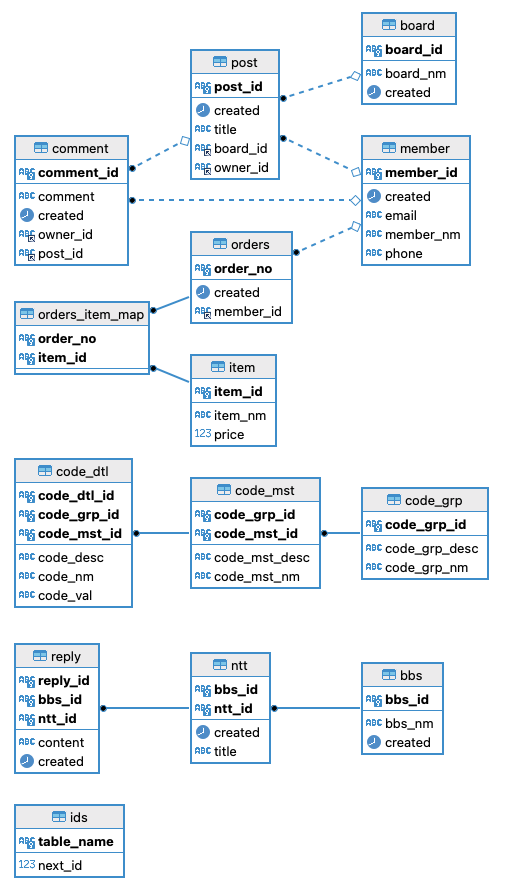 board
board_id
board_nm
created
post
post_id
created
title
board_id
owner_id
comment
comment_id
comment
created
owner_id
post_id
member
member_id
created
email
member_nm
phone
orders
order_no
created
member_id
orders_item_map
order_no
item_id
item
item_id
item_nm
123 price
code_dtl
code_dtl_id
code_grp_id
code_mst_id
code_desc
code_nm
code_val
code_mst
code_grp_id
code_mst_id
code_mst_desc
code_mst_nm
code_grp
code_grp_id
code_grp_desc
code_grp_nm
reply
reply_id
bbs_id
ntt_id
content
created
ntt
bbs_id
ntt_id
created
title
bbs
bbs_id
bbs_nm
created
ids
table_name
123 next_id